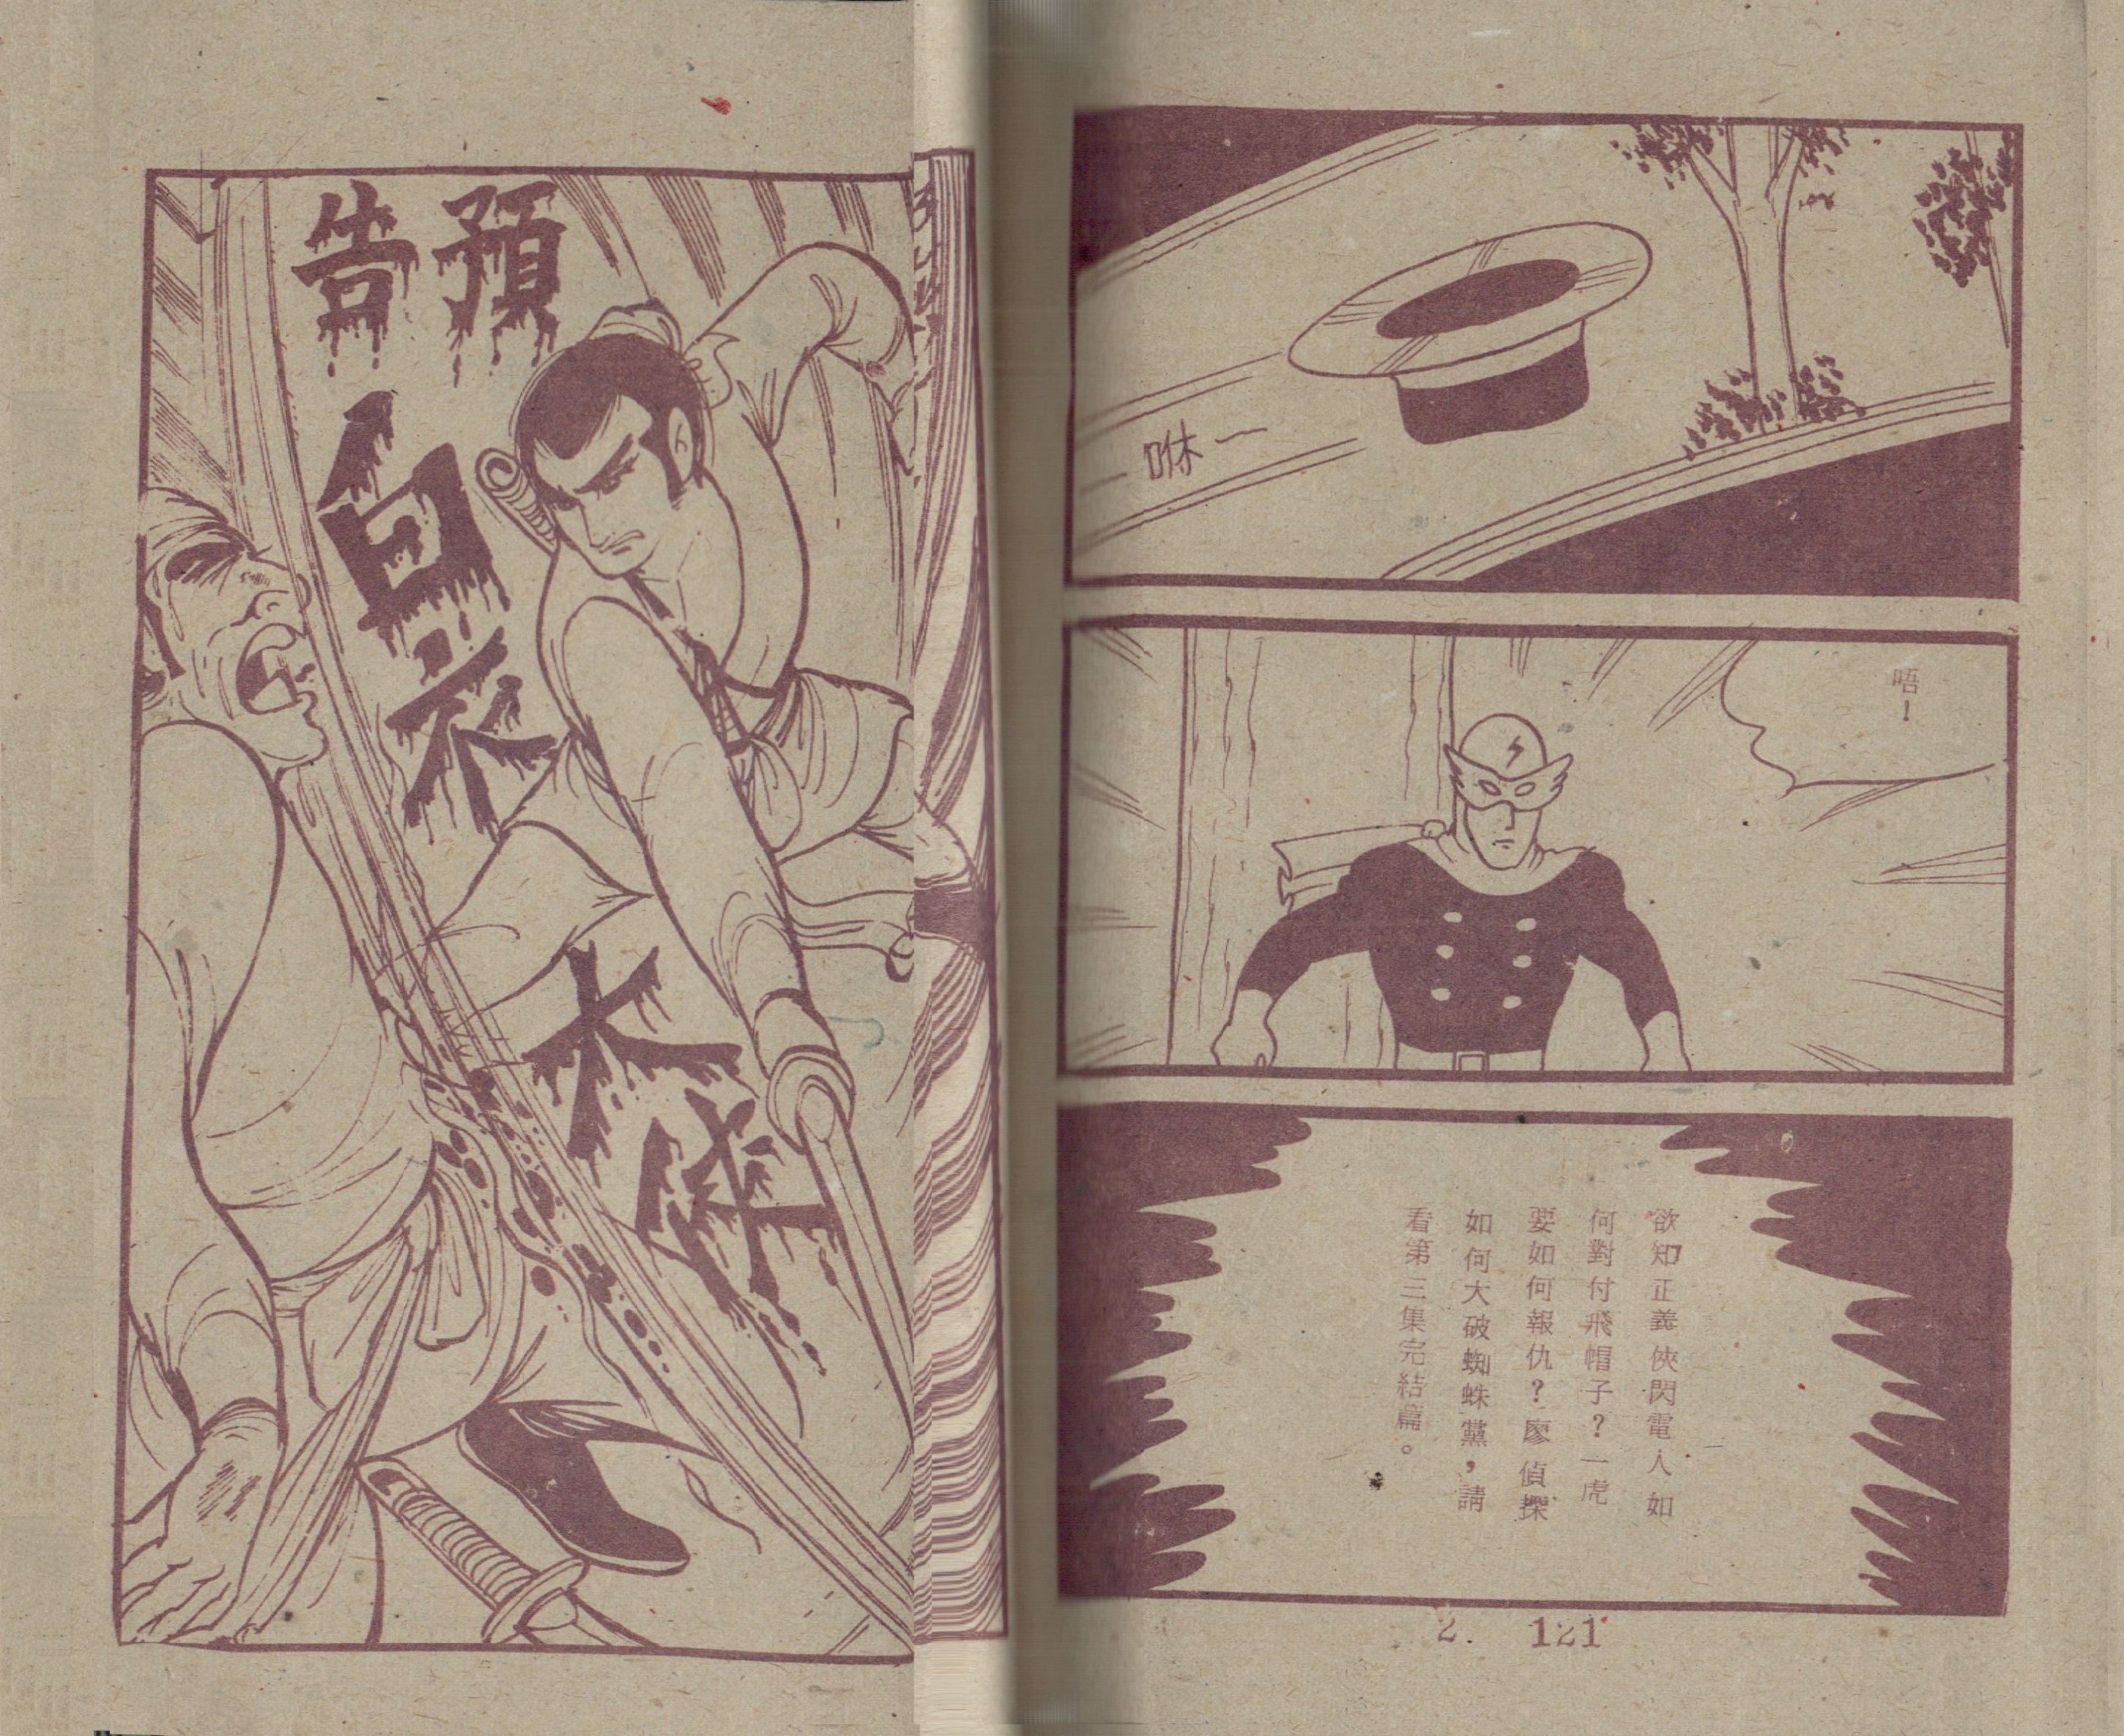 咻一
唔！
欲知正義俠閃電人如
何對付飛帽子？一虎
要如何報仇？廖偵探
如何大破蜘蛛黨，請
看第三集完結篇。
2. 121
預告
白衣大俠